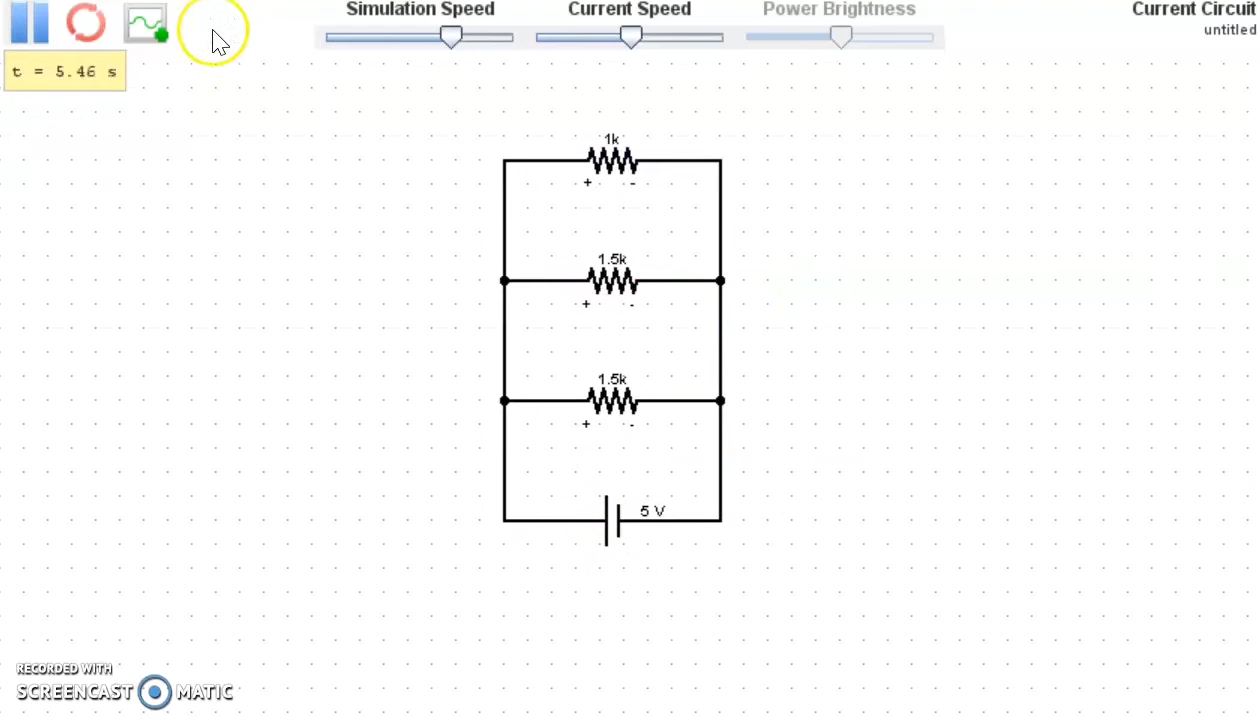 Simulation Speed
Current Speed
Power Brightness
Current Circuit
untitled
t = 5.46 s
1k
+ -
1.5k
+ -
1.5k
+ -
5 V
RECORDED WITH
SCREENCAST MATIC